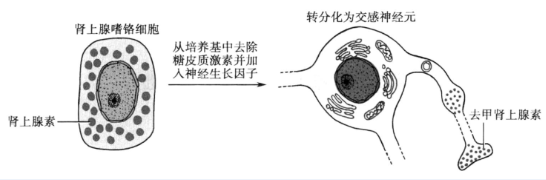 肾上腺嗜铬细胞
肾上腺素
从培养基中去除
糖皮质激素并加
入神经生长因子
转分化为交感神经元
去甲肾上腺素